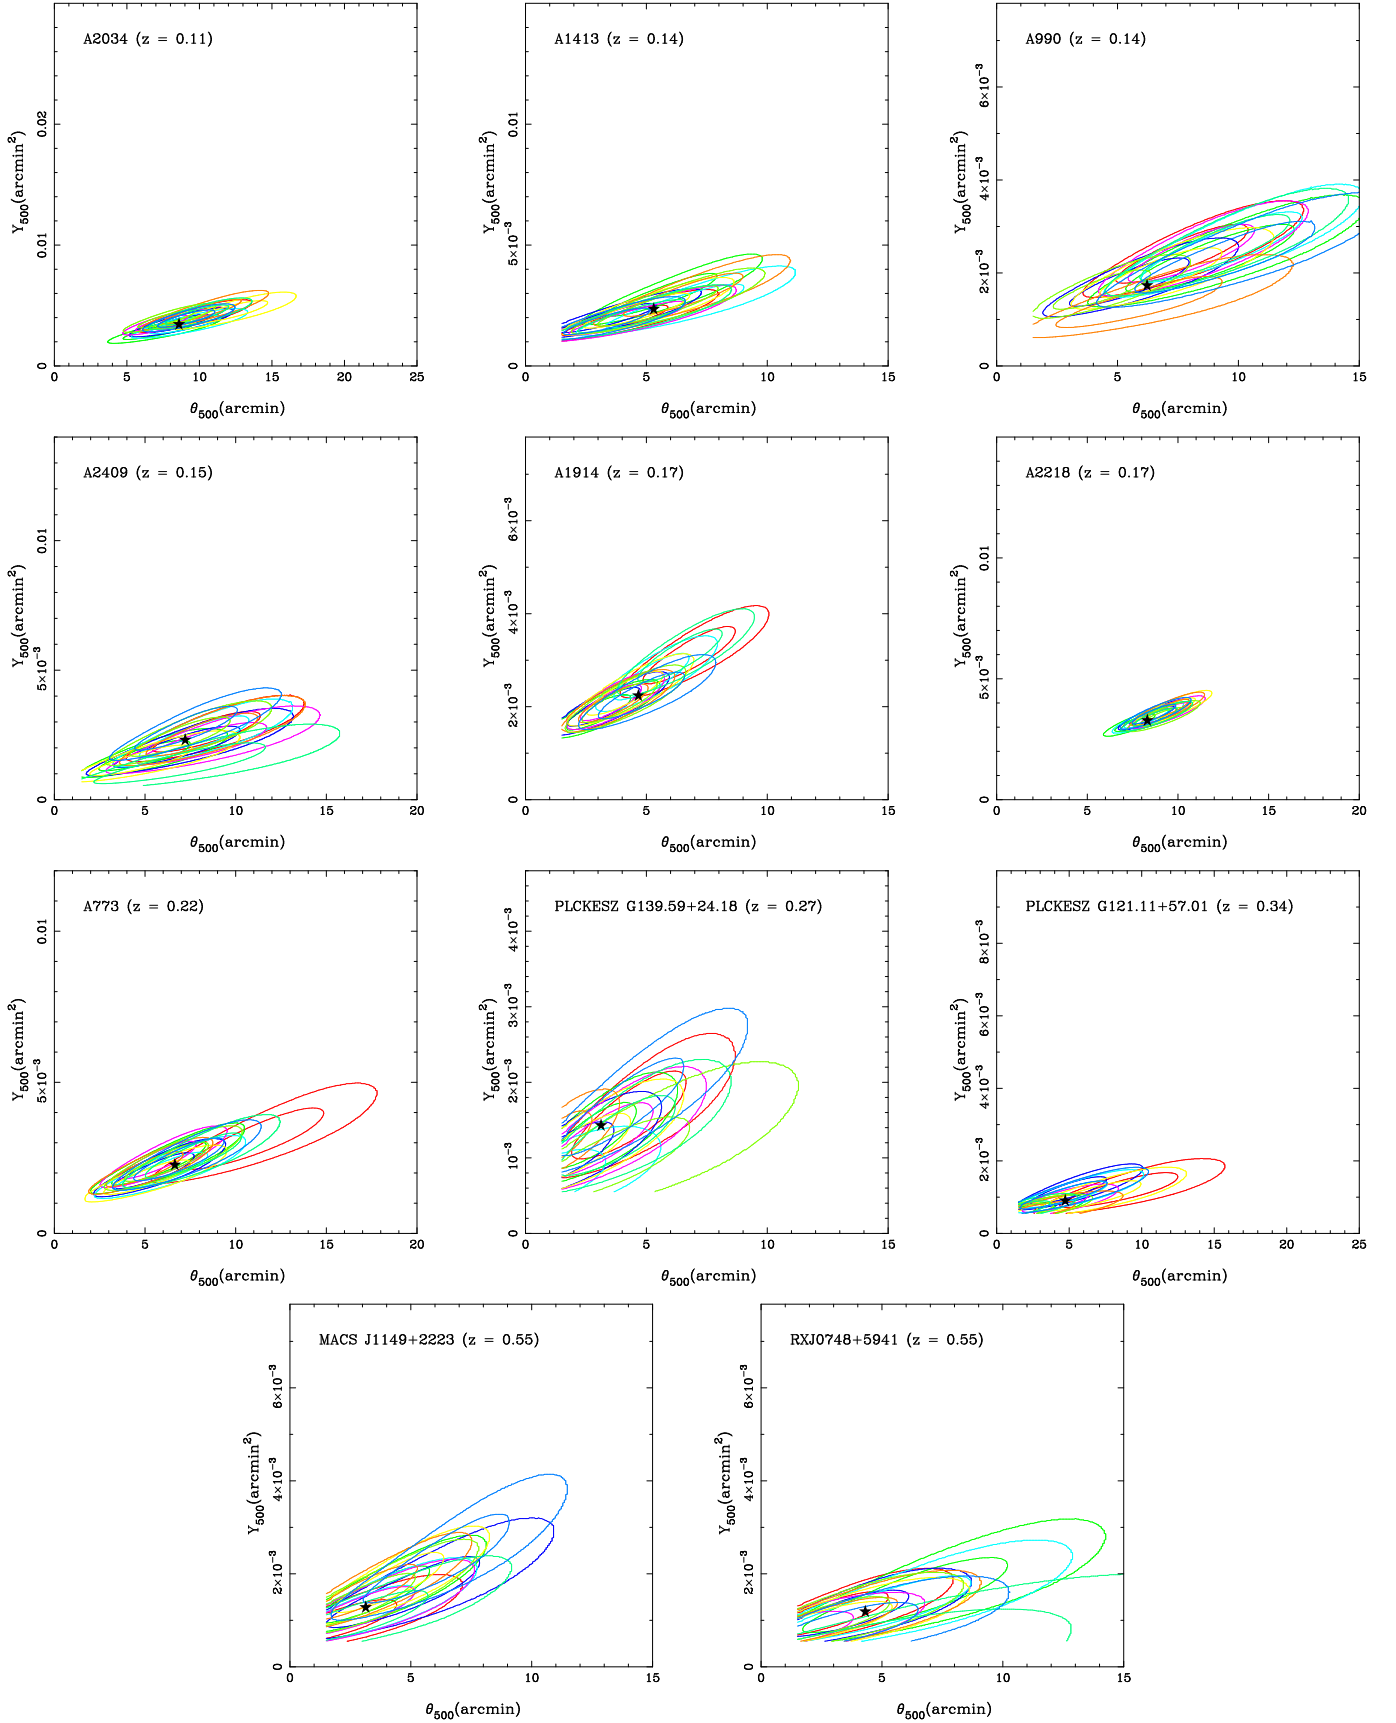 A2034 (z = 0.11)
Y500(arcmin²)
0 0.01 0.02
0 5 10 15 20 25
θ500(arcmin)
A1413 (z = 0.14)
Y500(arcmin²)
0 5×10⁻³ 0.01
0 5 10 15
θ500(arcmin)
A990 (z = 0.14)
Y500(arcmin²)
0 2×10⁻³ 4×10⁻³ 6×10⁻³
0 5 10 15
θ500(arcmin)
A2409 (z = 0.15)
Y500(arcmin²)
0 5×10⁻³ 0.01
0 5 10 15 20
θ500(arcmin)
A1914 (z = 0.17)
Y500(arcmin²)
0 2×10⁻³ 4×10⁻³ 6×10⁻³
0 5 10 15
θ500(arcmin)
A2218 (z = 0.17)
Y500(arcmin²)
0 5×10⁻³ 0.01
0 5 10 15 20
θ500(arcmin)
A773 (z = 0.22)
Y500(arcmin²)
0 5×10⁻³ 0.01
0 5 10 15 20
θ500(arcmin)
PLCKESZ G139.59+24.18 (z = 0.27)
Y500(arcmin²)
0 10⁻³ 2×10⁻³ 3×10⁻³ 4×10⁻³
0 5 10 15
θ500(arcmin)
PLCKESZ G121.11+57.01 (z = 0.34)
Y500(arcmin²)
0 2×10⁻³ 4×10⁻³ 6×10⁻³ 8×10⁻³
0 5 10 15 20 25
θ500(arcmin)
MACS J1149+2223 (z = 0.55)
Y500(arcmin²)
0 2×10⁻³ 4×10⁻³ 6×10⁻³
0 5 10 15
θ500(arcmin)
RXJ0748+5941 (z = 0.55)
Y500(arcmin²)
0 2×10⁻³ 4×10⁻³ 6×10⁻³
0 5 10 15
θ500(arcmin)